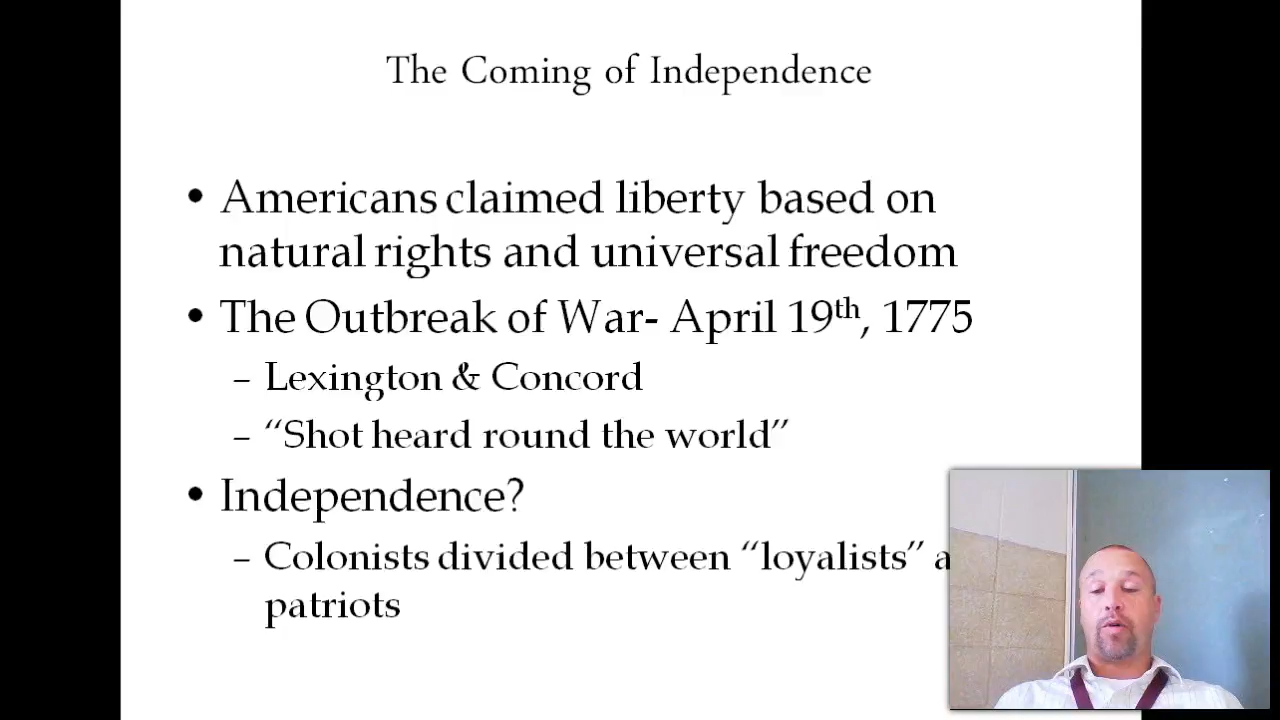 The Coming of Independence
• Americans claimed liberty based on
natural rights and universal freedom
• The Outbreak of War- April 19th, 1775
– Lexington & Concord
– “Shot heard round the world”
• Independence?
– Colonists divided between “loyalists” a
patriots